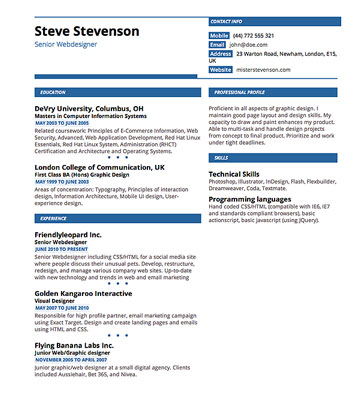 Steve Stevenson
Senior Webdesigner
CONTACT INFO
Mobile (44) 772 555 321
Email john@doe.com
Address 23 Warton Road, Newham, London, E15,
UK
Website misterstevenson.com
EDUCATION
DeVry University, Columbus, OH
Masters in Computer Information Systems
MAY 2003 TO JUNE 2005
Related coursework: Principles of E-Commerce Information, Web
Security, Advanced, Web Application Development, Red Hat Linux
Essentials, Red Hat Linux System, Administration (RHCT)
Certification and Architecture and Operating Systems.
London College of Communication, UK
First Class BA (Hons) Graphic Design
MAY 1999 TO JUNE 2003
Areas of concentration: Typography, Principles of interaction
design, Information Architecture, Mobile UI design, User-
experience design.
EXPERIENCE
Friendlyleopard Inc.
Senior Webdesigner
JUNE 2010 TO PRESENT
Senior Webdesigner including CSS/HTML for a social media site
where people discuss their unusual pets. Develop, restructure,
redesign, and manage various company web sites. Up-to-date
with new technology and trends in web and email marketing
Golden Kangaroo Interactive
Visual Designer
MAY 2007 TO JUNE 2010
Responsible for high profile partner, email marketing campaign
using Exact Target. Design and create landing pages and emails
using HTML and CSS.
Flying Banana Labs Inc.
Junior Web/Graphic designer
NOVEMBER 2005 TO APRIL 2007
Junior graphic/web designer at a small digital agency. Clients
included Aussiehair, Bet 365, and Nivea.
PROFESSIONAL PROFILE
Proficient in all aspects of graphic design. I
maintain good page layout and design skills. My
capacity to draw and paint enhances my product.
Able to multi-task and handle design projects
from concept to final product. Prioritize and work
under tight deadlines.
SKILLS
Technical Skills
Photoshop, Illustrator, InDesign, Flash, Flexbuilder,
Dreamweaver, Coda, Textmate.
Programming languages
Hand coded CSS/HTML (compatible with IE6, IE7
and standards compliant browsers), basic
actionscript, basic javascript (using jQuery).